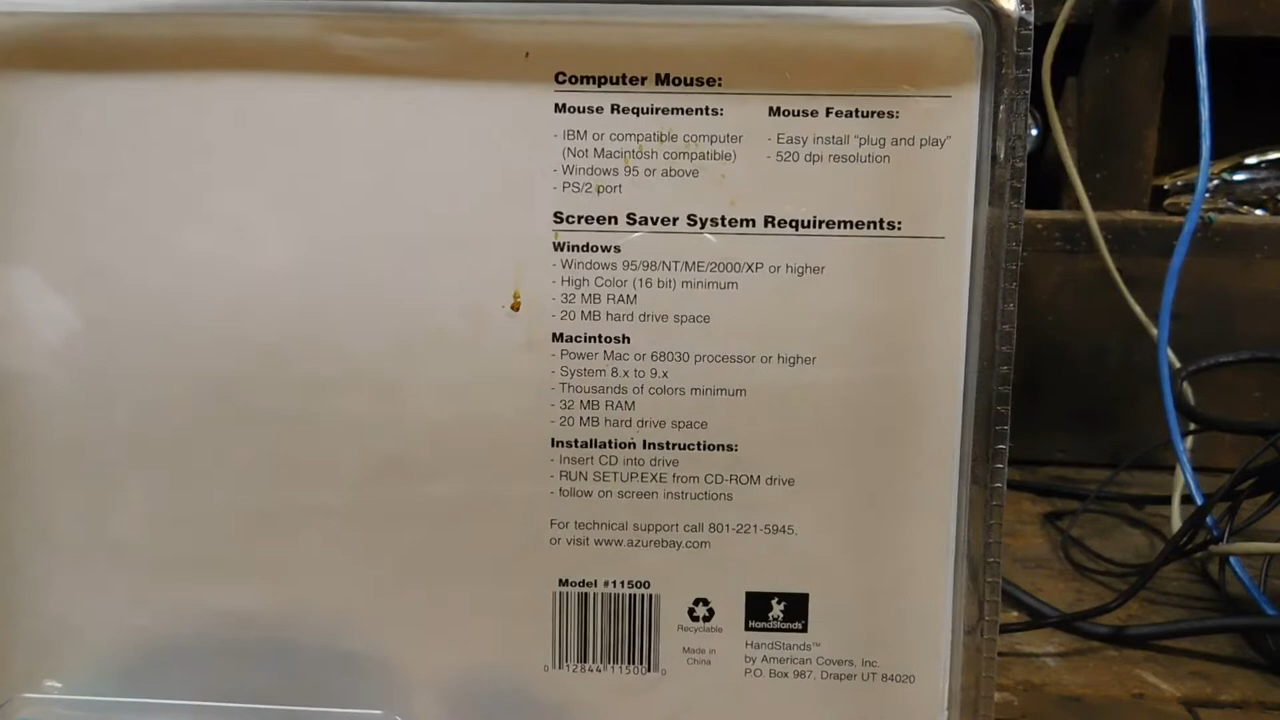 Computer Mouse:
Mouse Requirements:
- IBM or compatible computer
(Not Macintosh compatible)
- Windows 95 or above
- PS/2 port
Mouse Features:
- Easy install "plug and play"
- 520 dpi resolution
Screen Saver System Requirements:
Windows
- Windows 95/98/NT/ME/2000/XP or higher
- High Color (16 bit) minimum
- 32 MB RAM
- 20 MB hard drive space
Macintosh
- Power Mac or 68030 processor or higher
- System 8.x to 9.x
- Thousands of colors minimum
- 32 MB RAM
- 20 MB hard drive space
Installation Instructions:
- Insert CD into drive
- RUN SETUP.EXE from CD-ROM drive
- follow on screen instructions
For technical support call 801-221-5945,
or visit www.azurebay.com
Model #11500
0 12844 11500 0
Recyclable
Made in
China
HandStands™
HandStands™
by American Covers, Inc.
P.O. Box 987, Draper UT 84020